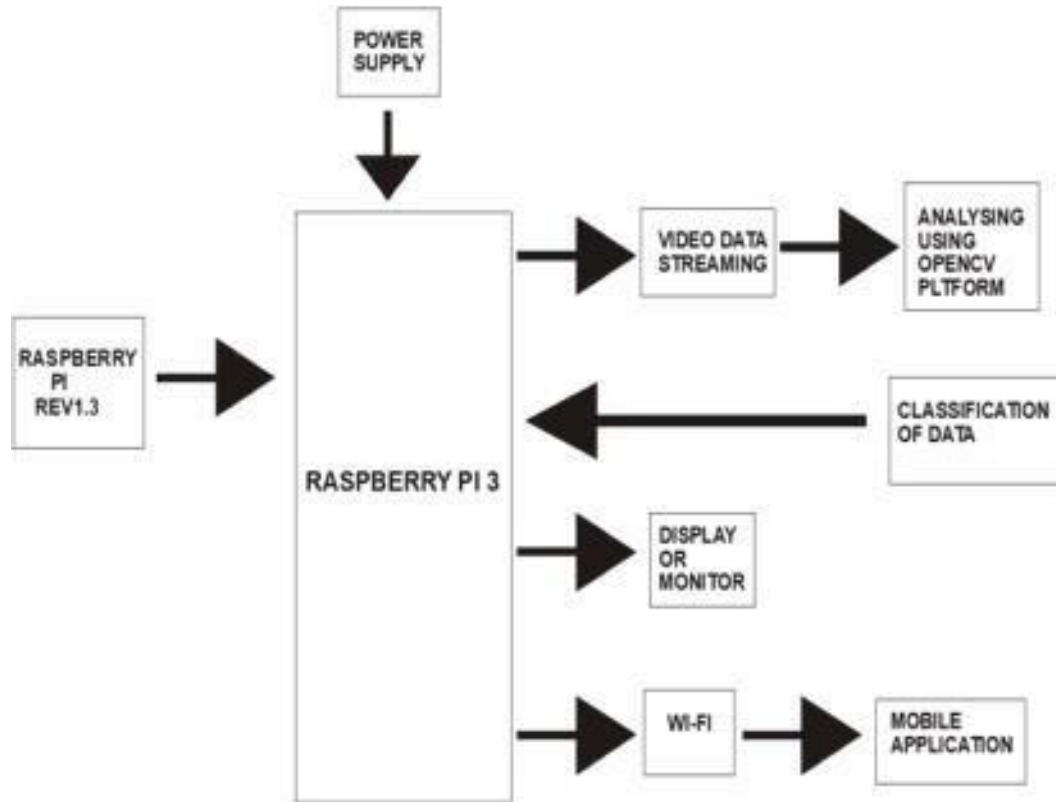 POWER
SUPPLY
VIDEO DATA
STREAMING
ANALYSING
USING
OPENCV
PLTFORM
RASPBERRY
PI
REV1.3
CLASSIFICATION
OF DATA
RASPBERRY PI 3
DISPLAY
OR
MONITOR
WI-FI
MOBILE
APPLICATION